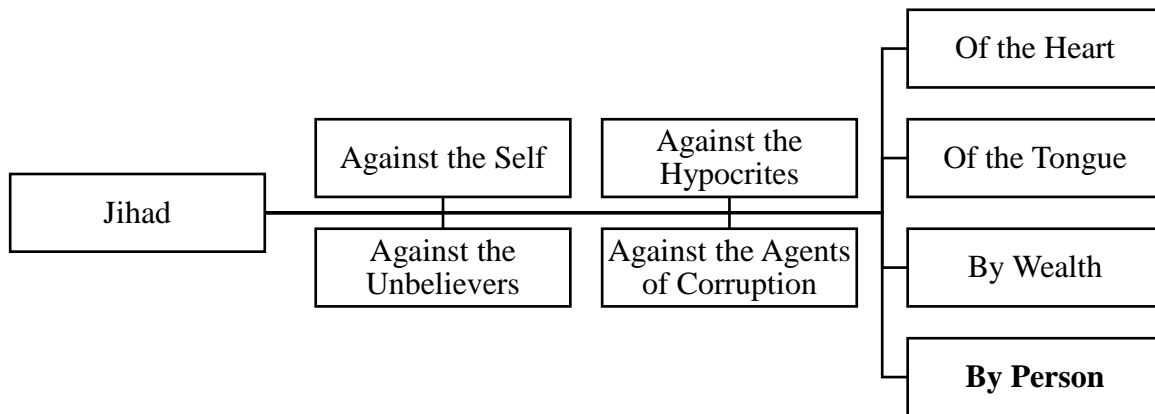 Jihad
Against the Self
Against the
Unbelievers
Against the
Hypocrites
Against the Agents
of Corruption
Of the Heart
Of the Tongue
By Wealth
By Person